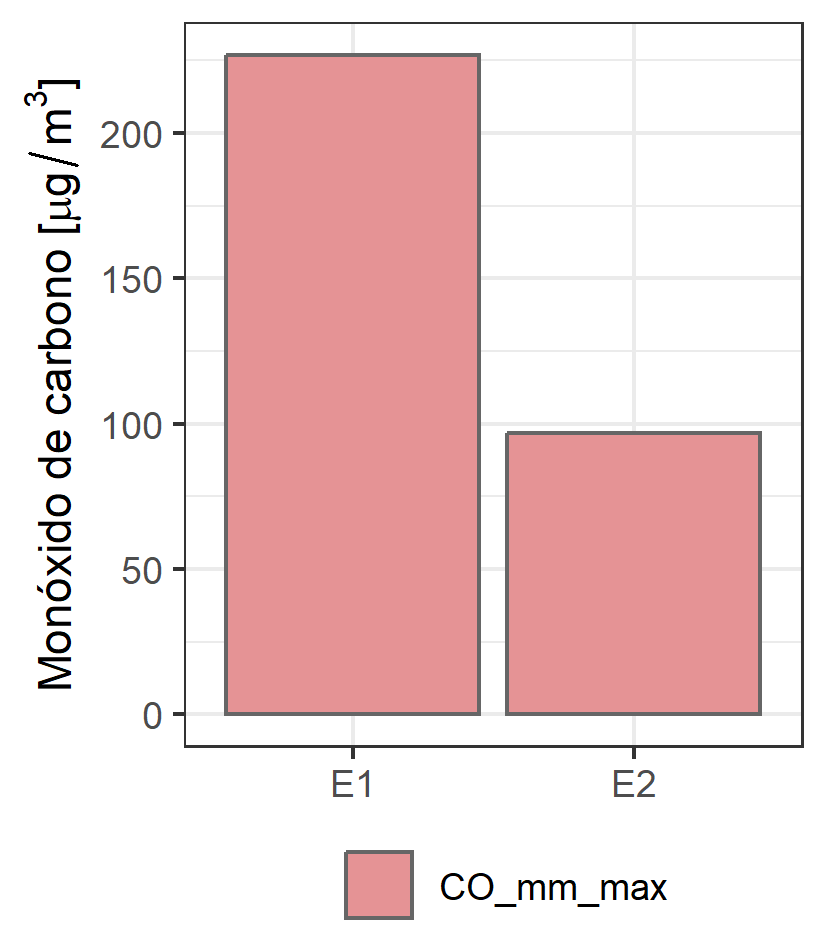 Monóxido de carbono [μg/m³]
200
150
100
50
0
E1 E2
CO_mm_max